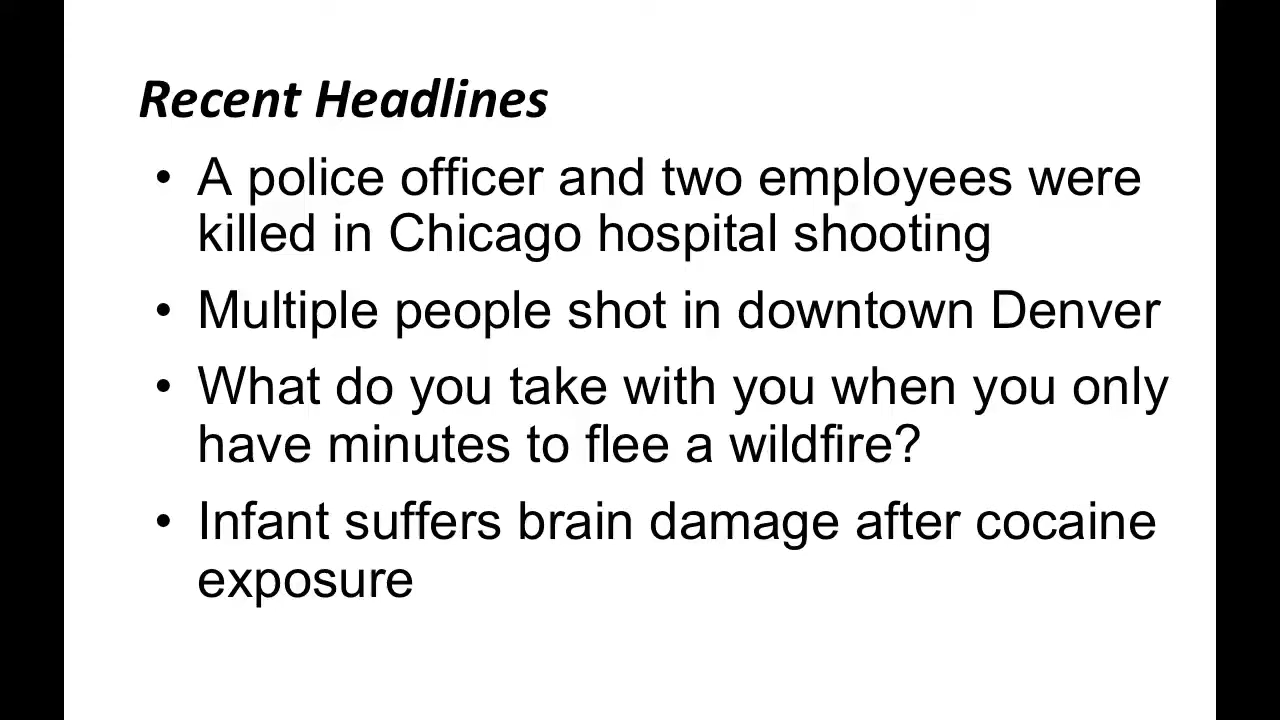 Recent Headlines
• A police officer and two employees were
killed in Chicago hospital shooting
• Multiple people shot in downtown Denver
• What do you take with you when you only
have minutes to flee a wildfire?
• Infant suffers brain damage after cocaine
exposure